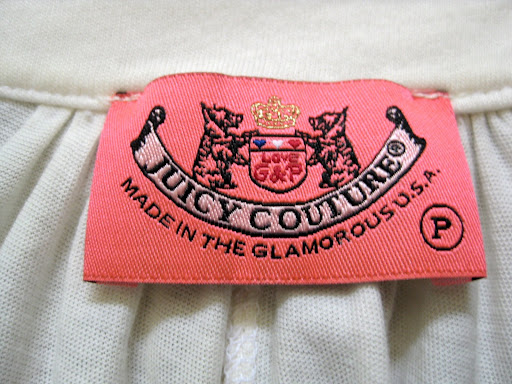 LOVE
G&P
JUICY COUTURE®
MADE IN THE GLAMOROUS U.S.A.
P